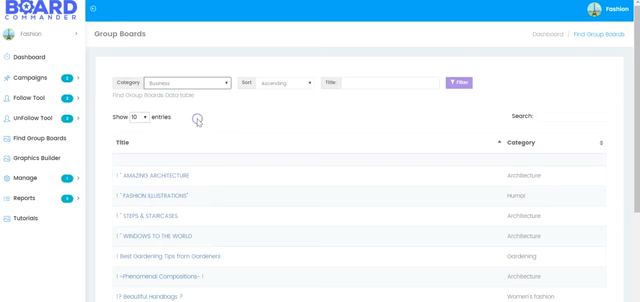 BOARD
COMMANDER
Fashion
Fashion
Group Boards
Dashboard / Find Group Boards
Dashboard
Campaigns 2
Follow Tool
UnFollow Tool
Find Group Boards
Graphics Builder
Manage 1
Reports
Tutorials
Category Business Sort: Ascending Title: Filter
Find Group Boards Data table
Show 10 entries
Search:
Title Category
! " AMAZING ARCHITECTURE Architecture
! " FASHION ILLUSTRATIONS" Humor
! " STEPS & STAIRCASES Architecture
! " WINDOWS TO THE WORLD Architecture
! Best Gardening Tips from Gardeners Gardening
! ~Phenomenal Compositions~ ! Architecture
!? Beautiful Handbags ? Women's fashion